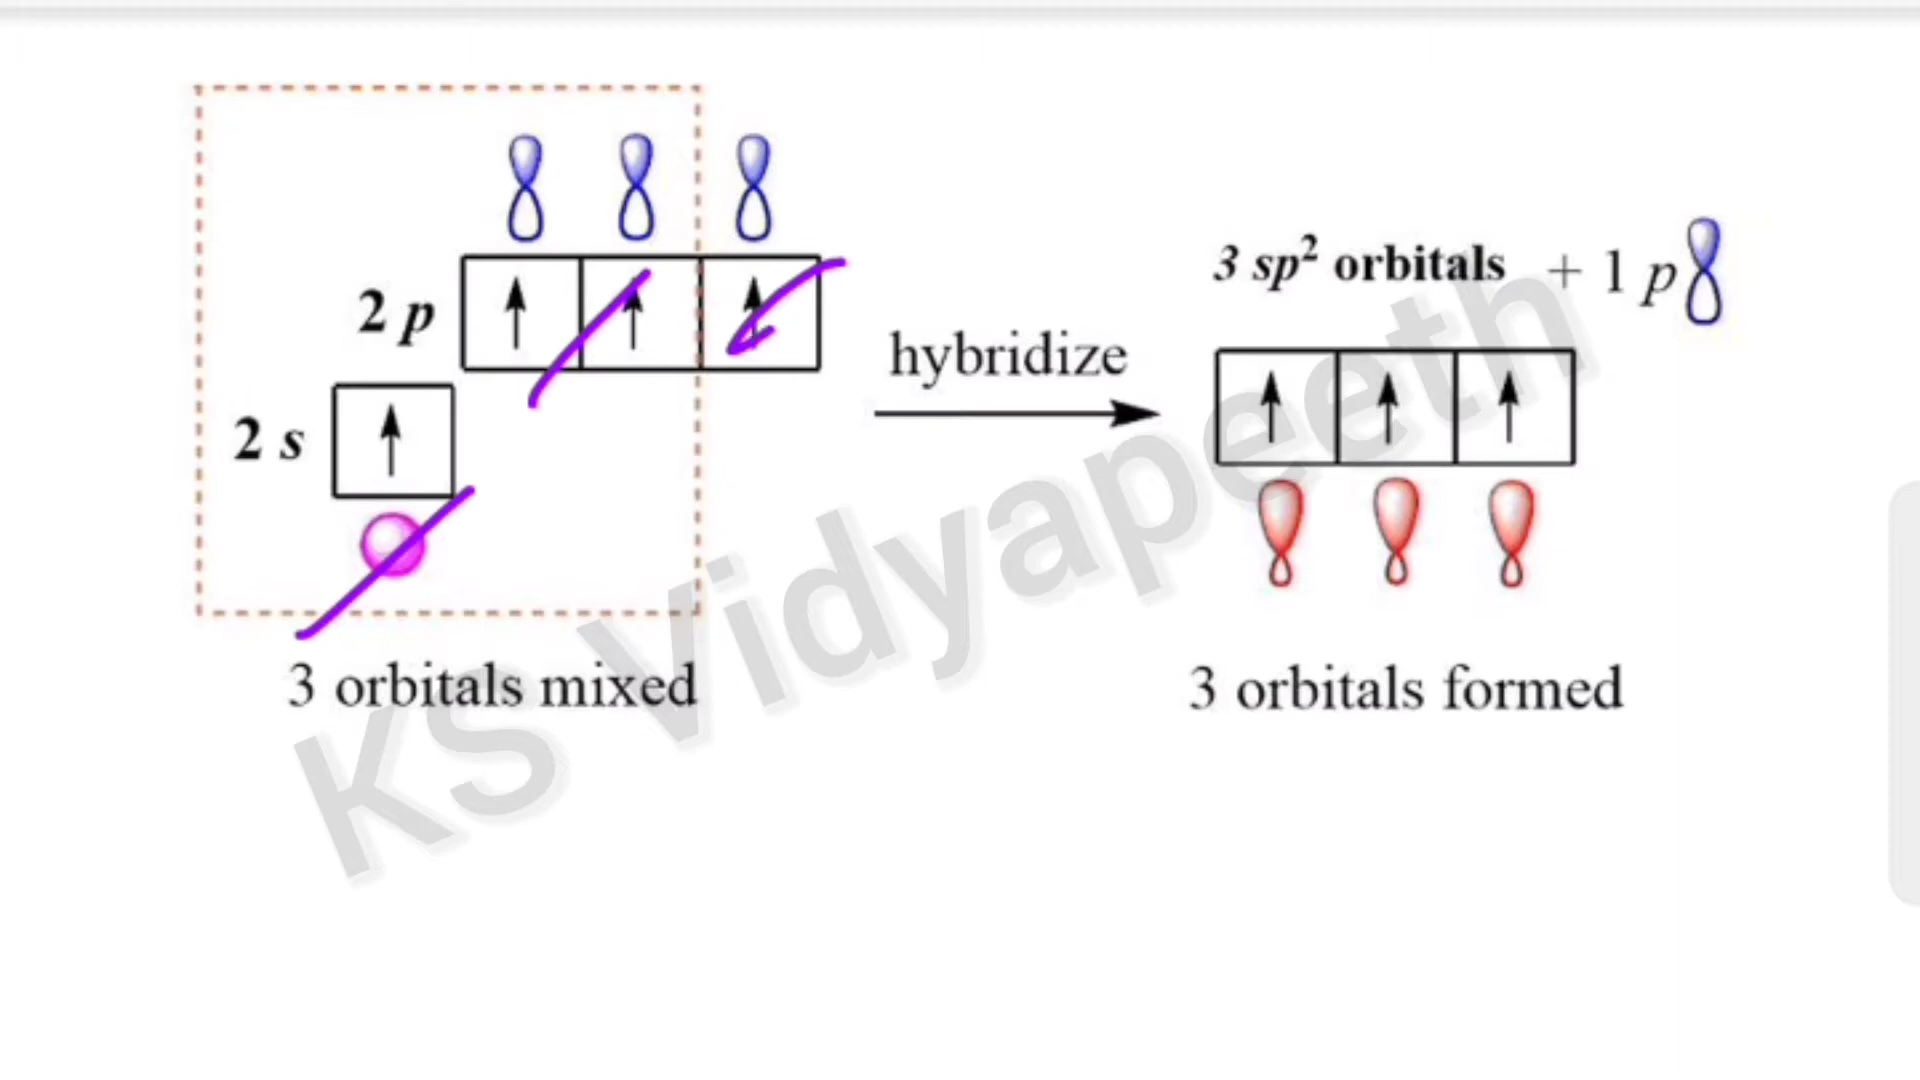 3 sp² orbitals + 1 p
2 p
hybridize
2 s
3 orbitals mixed
3 orbitals formed
KS Vidyapeeth